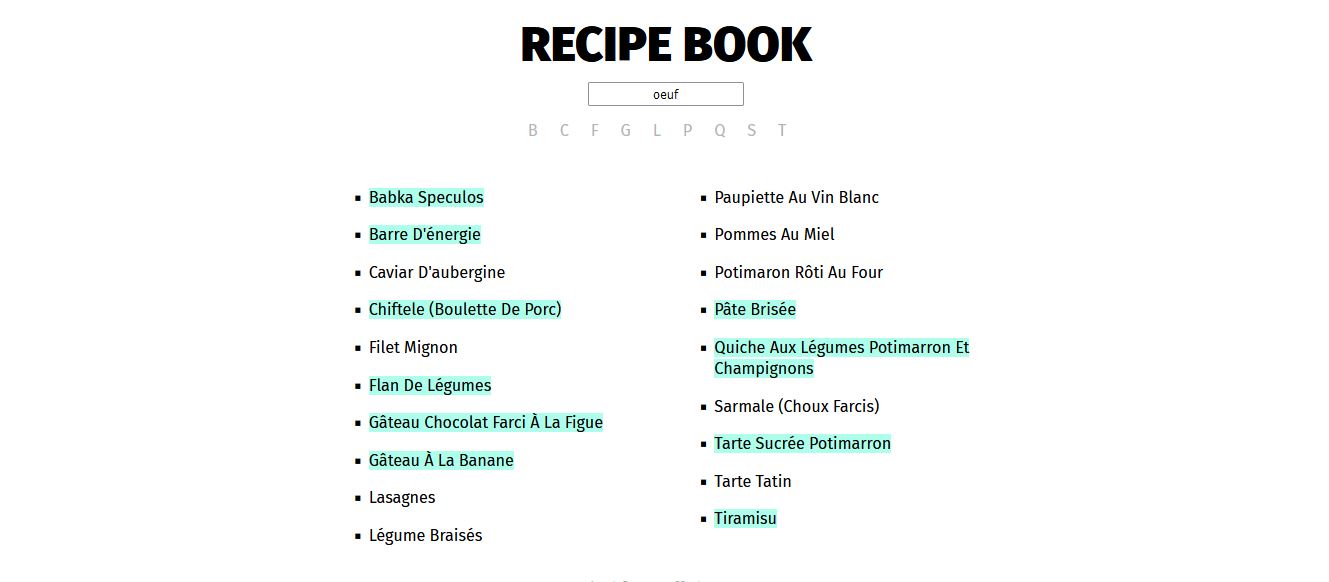 RECIPE BOOK
oeuf
B C F G L P Q S T
Babka Speculos
Barre D'énergie
Caviar D'aubergine
Chiftele (Boulette De Porc)
Filet Mignon
Flan De Légumes
Gâteau Chocolat Farci À La Figue
Gâteau À La Banane
Lasagnes
Légume Braisés
Paupiette Au Vin Blanc
Pommes Au Miel
Potimaron Rôti Au Four
Pâte Brisée
Quiche Aux Légumes Potimarron Et
Champignons
Sarmale (Choux Farcis)
Tarte Sucrée Potimarron
Tarte Tatin
Tiramisu